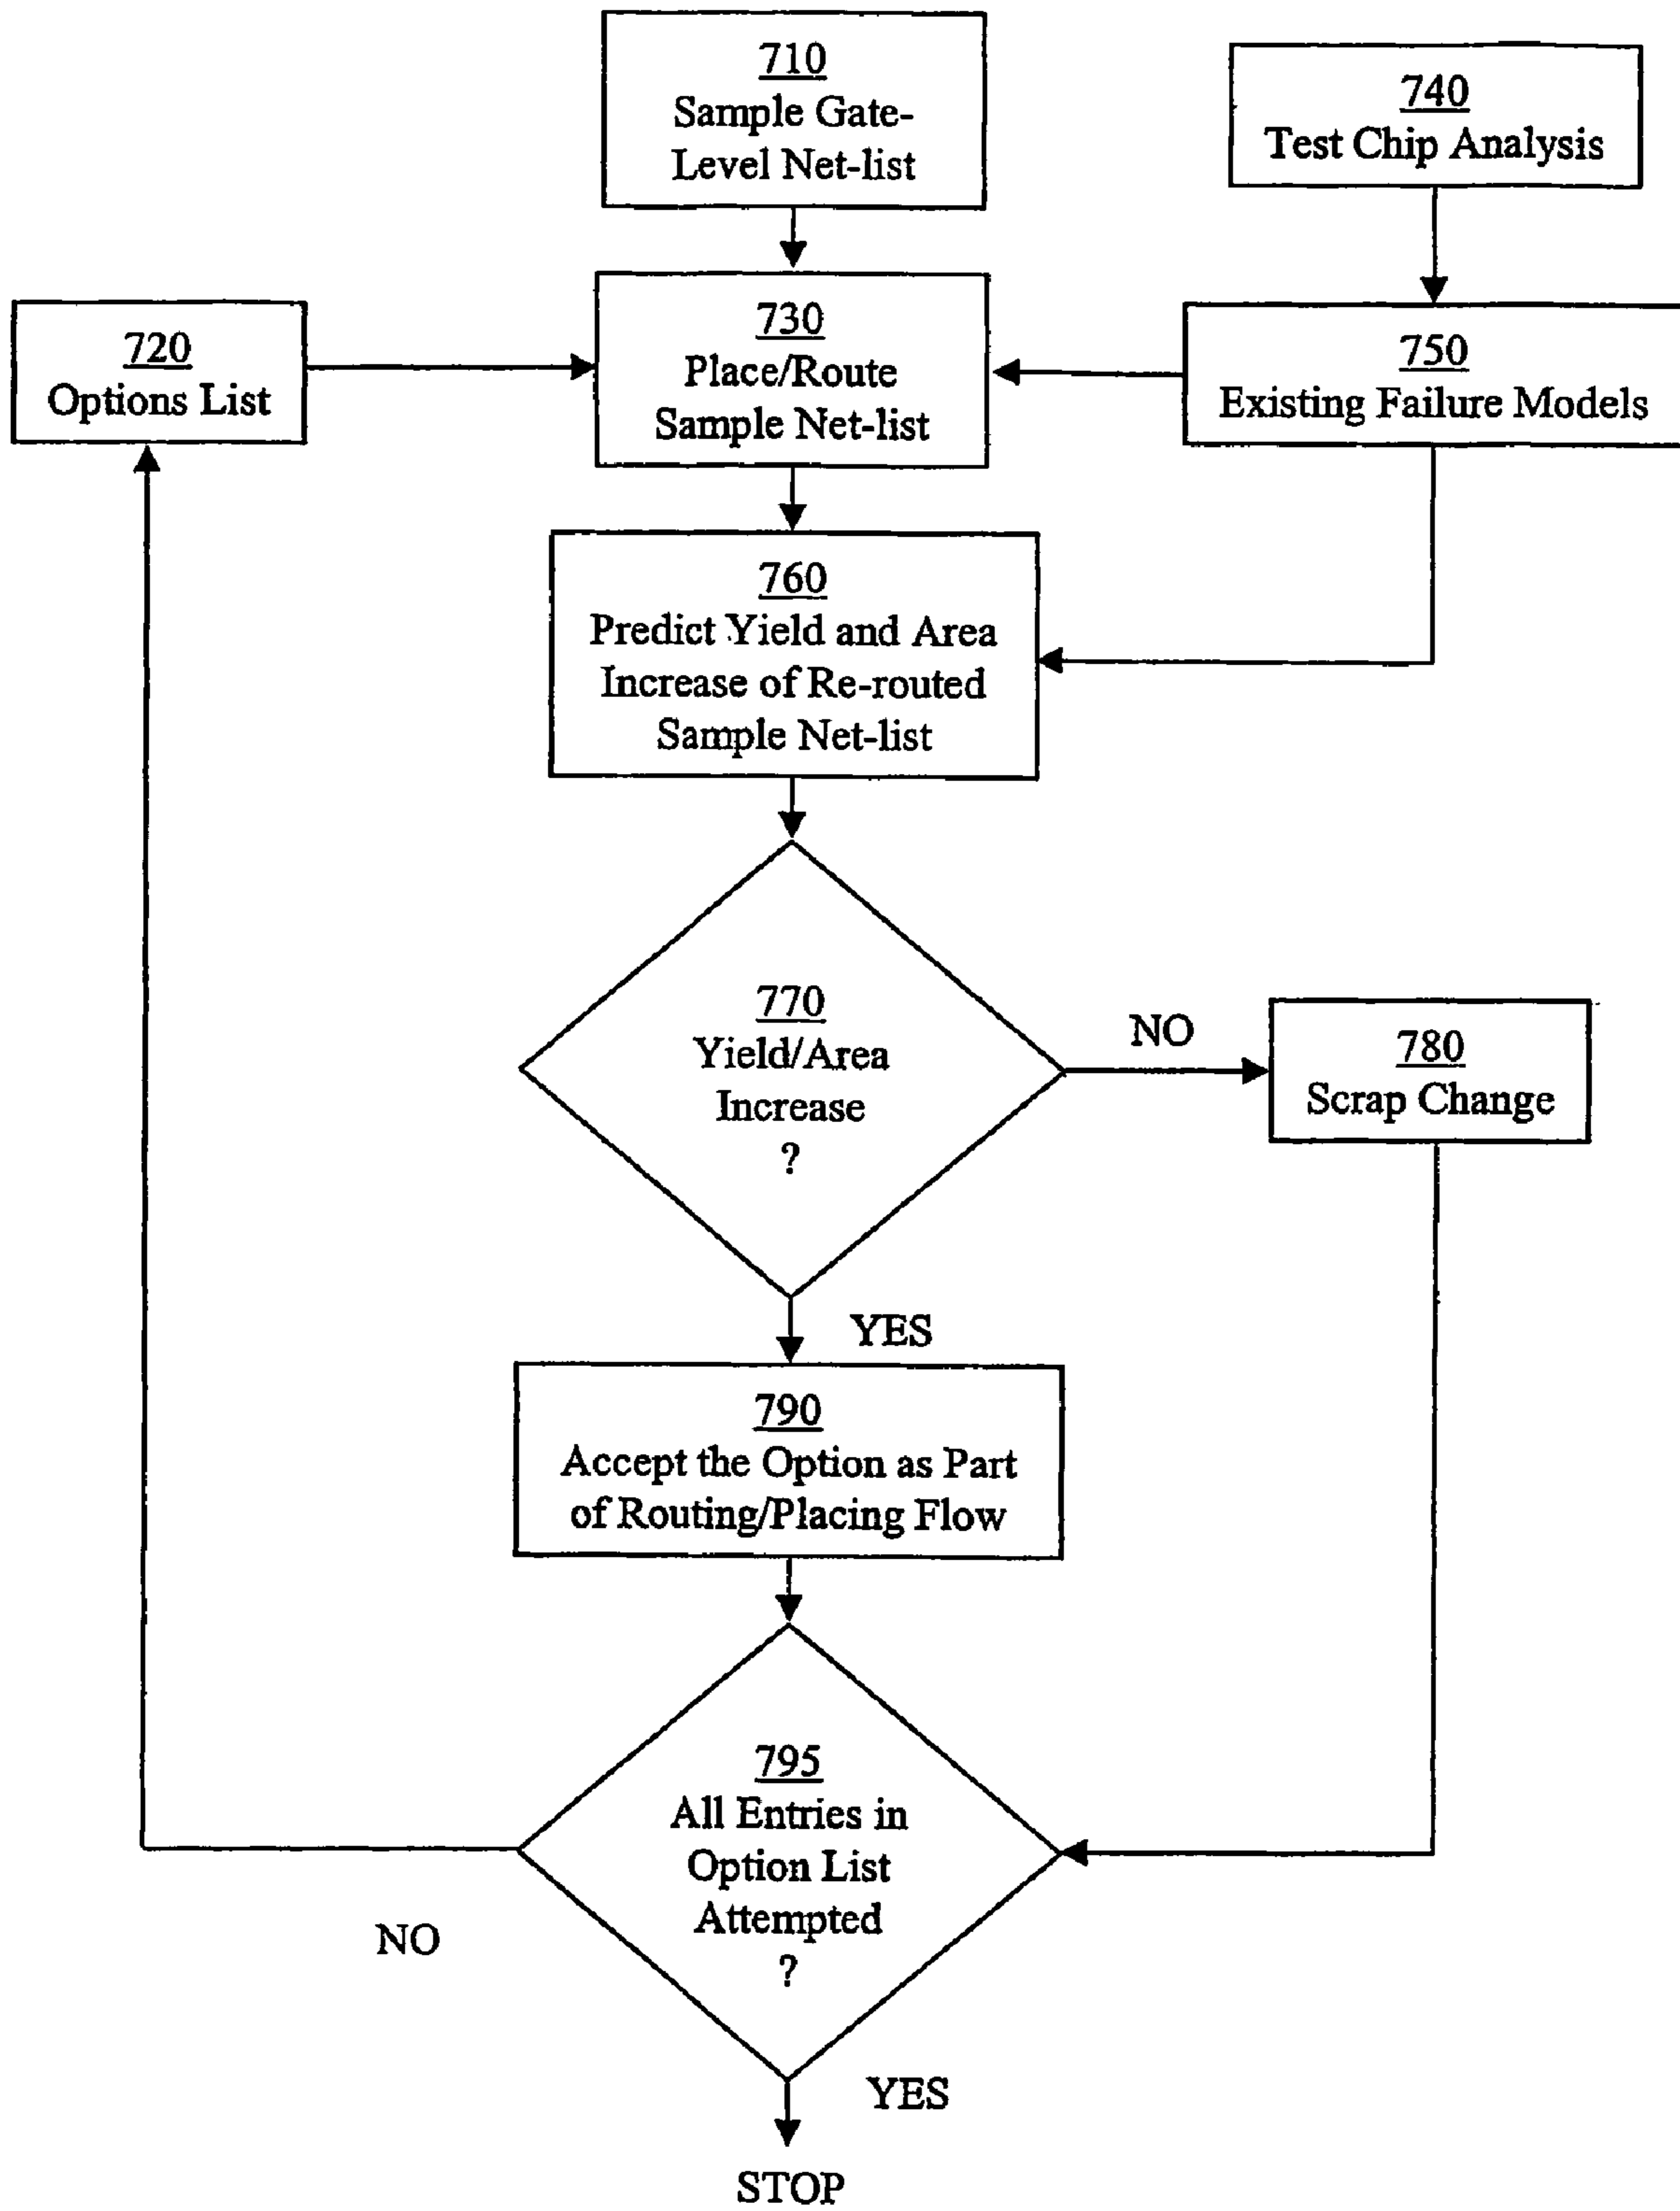 710
Sample Gate-
Level Net-list
740
Test Chip Analysis
720
Options List
730
Place/Route
Sample Net-list
750
Existing Failure Models
760
Predict Yield and Area
Increase of Re-routed
Sample Net-list
770
Yield/Area
Increase
?
NO
780
Scrap Change
YES
790
Accept the Option as Part
of Routing/Placing Flow
795
All Entries in
Option List
Attempted
?
NO
YES
STOP